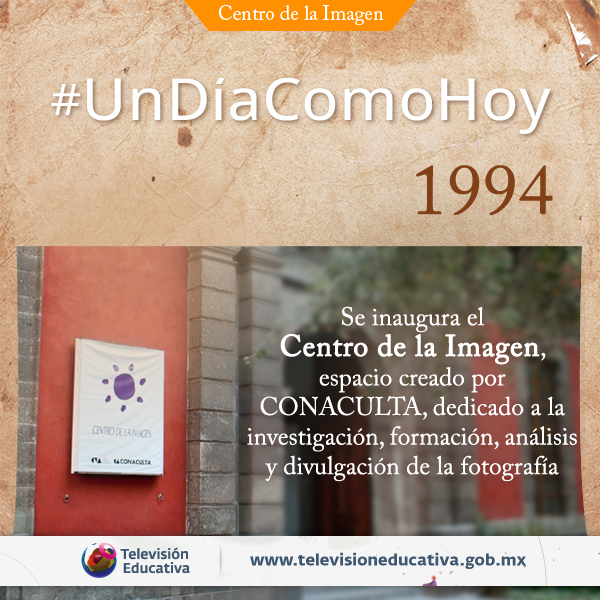 Centro de la Imagen
#UnDíaComoHoy
1994
Se inaugura el
Centro de la Imagen,
espacio creado por
CONACULTA, dedicado a la
investigación, formación, análisis
y divulgación de la fotografía
CENTRO DE LA IMAGEN
CONACULTA
Televisión
Educativa
www.televisioneducativa.gob.mx